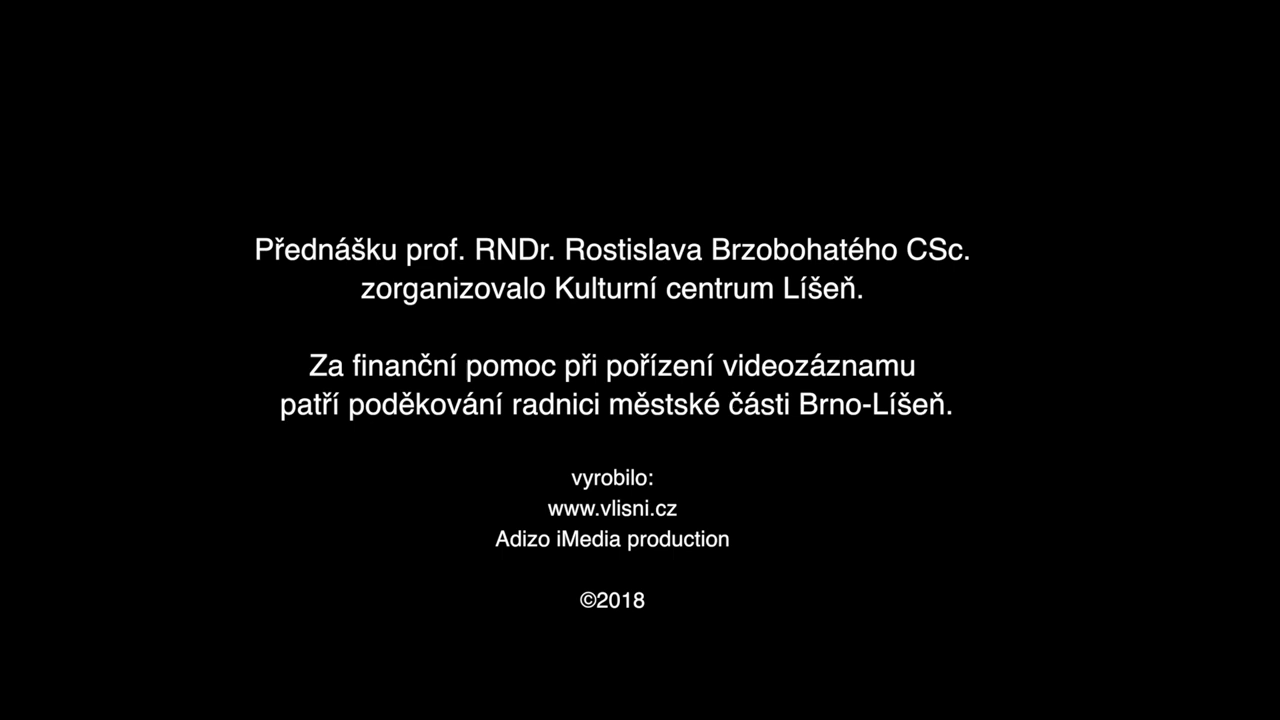 Přednášku prof. RNDr. Rostislava Brzobohatého CSc.
zorganizovalo Kulturní centrum Líšeň.
Za finanční pomoc při pořízení videozáznamu
patří poděkování radnici městské části Brno-Líšeň.
vyrobilo:
www.vlisni.cz
Adizo iMedia production
©2018